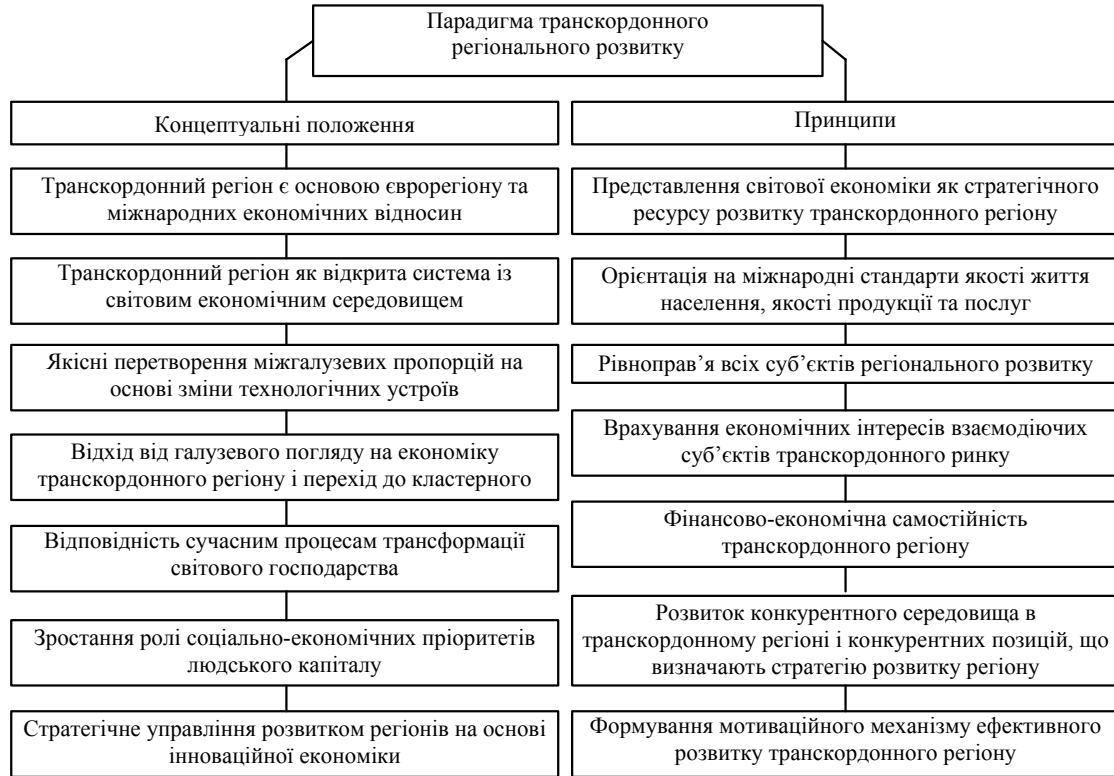 Парадигма транскордонного
регіонального розвитку
Концептуальні положення
Транскордонний регіон є основою єврорегіону та
міжнародних економічних відносин
Транскордонний регіон як відкрита система із
світовим економічним середовищем
Якісні перетворення міжгалузевих пропорцій на
основі зміни технологічних устроїв
Відхід від галузевого погляду на економіку
транскордонного регіону і перехід до кластерного
Відповідність сучасним процесам трансформації
світового господарства
Зростання ролі соціально-економічних пріоритетів
людського капіталу
Стратегічне управління розвитком регіонів на основі
інноваційної економіки
Принципи
Представлення світової економіки як стратегічного
ресурсу розвитку транскордонного регіону
Орієнтація на міжнародні стандарти якості життя
населення, якості продукції та послуг
Рівноправ’я всіх суб’єктів регіонального розвитку
Врахування економічних інтересів взаємодіючих
суб’єктів транскордонного ринку
Фінансово-економічна самостійність
транскордонного регіону
Розвиток конкурентного середовища в
транскордонному регіоні і конкурентних позицій, що
визначають стратегію розвитку регіону
Формування мотиваційного механізму ефективного
розвитку транскордонного регіону